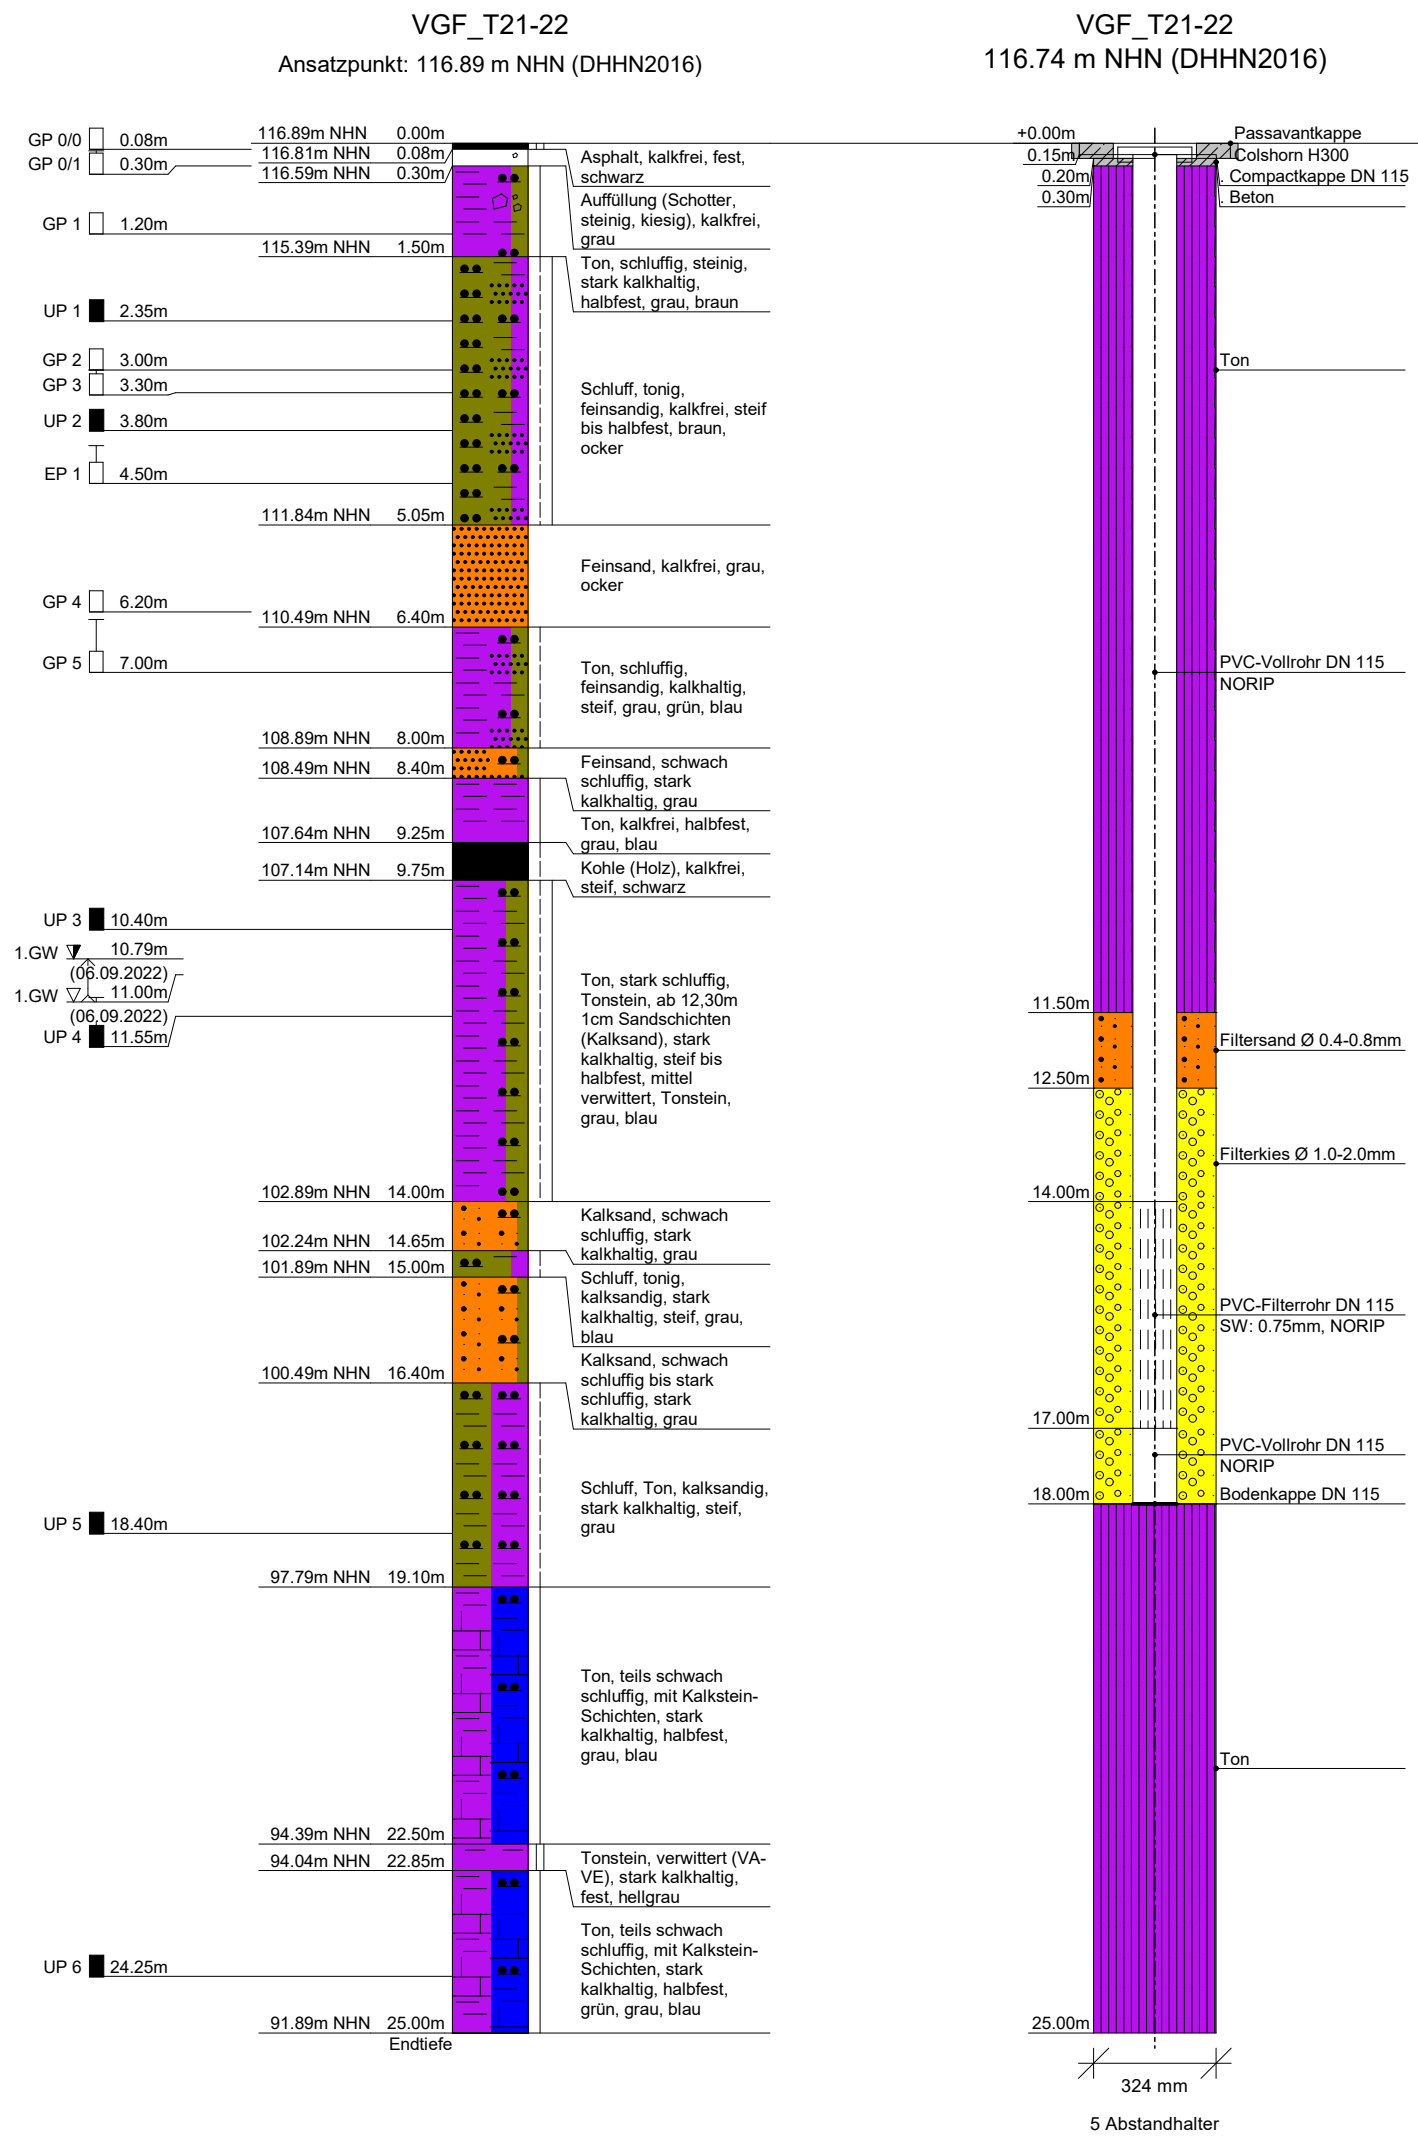 VGF_T21-22
Ansatzpunkt: 116.89 m NHN (DHHN2016)
GP 0/0 0.08m
GP 0/1 0.30m
GP 1 1.20m
UP 1 2.35m
GP 2 3.00m
GP 3 3.30m
UP 2 3.80m
EP 1 4.50m
GP 4 6.20m
GP 5 7.00m
UP 3 10.40m
1.GW 10.79m
(06.09.2022)
1.GW 11.00m
(06.09.2022)
UP 4 11.55m
UP 5 18.40m
UP 6 24.25m
116.89m NHN 0.00m
116.81m NHN 0.08m
116.59m NHN 0.30m
115.39m NHN 1.50m
111.84m NHN 5.05m
110.49m NHN 6.40m
108.89m NHN 8.00m
108.49m NHN 8.40m
107.64m NHN 9.25m
107.14m NHN 9.75m
102.89m NHN 14.00m
102.24m NHN 14.65m
101.89m NHN 15.00m
100.49m NHN 16.40m
97.79m NHN 19.10m
94.39m NHN 22.50m
94.04m NHN 22.85m
91.89m NHN 25.00m
Endtiefe
Asphalt, kalkfrei, fest,
schwarz
Auffüllung (Schotter,
steinig, kiesig), kalkfrei,
grau
Ton, schluffig, steinig,
stark kalkhaltig,
halbfest, grau, braun
Schluff, tonig,
feinsandig, kalkfrei, steif
bis halbfest, braun,
ocker
Feinsand, kalkfrei, grau,
ocker
Ton, schluffig,
feinsandig, kalkhaltig,
steif, grau, grün, blau
Feinsand, schwach
schluffig, stark
kalkhaltig, grau
Ton, kalkfrei, halbfest,
grau, blau
Kohle (Holz), kalkfrei,
steif, schwarz
Ton, stark schluffig,
Tonstein, ab 12,30m
1cm Sandschichten
(Kalksand), stark
kalkhaltig, steif bis
halbfest, mittel
verwittert, Tonstein,
grau, blau
Kalksand, schwach
schluffig, stark
kalkhaltig, grau
Schluff, tonig,
kalksandig, stark
kalkhaltig, steif, grau,
blau
Kalksand, schwach
schluffig bis stark
schluffig, stark
kalkhaltig, grau
Schluff, Ton, kalksandig,
stark kalkhaltig, steif,
grau
Ton, teils schwach
schluffig, mit Kalkstein-
Schichten, stark
kalkhaltig, halbfest,
grau, blau
Tonstein, verwittert (VA-
VE), stark kalkhaltig,
fest, hellgrau
Ton, teils schwach
schluffig, mit Kalkstein-
Schichten, stark
kalkhaltig, halbfest,
grün, grau, blau
VGF_T21-22
116.74 m NHN (DHHN2016)
+0.00m
0.15m
0.20m
0.30m
11.50m
12.50m
14.00m
17.00m
18.00m
25.00m
Passavantkappe
Colshorn H300
. Compactkappe DN 115
. Beton
Ton
PVC-Vollrohr DN 115
NORIP
Filtersand Ø 0.4-0.8mm
Filterkies Ø 1.0-2.0mm
PVC-Filterrohr DN 115
SW: 0.75mm, NORIP
PVC-Vollrohr DN 115
NORIP
Bodenkappe DN 115
Ton
324 mm
5 Abstandhalter